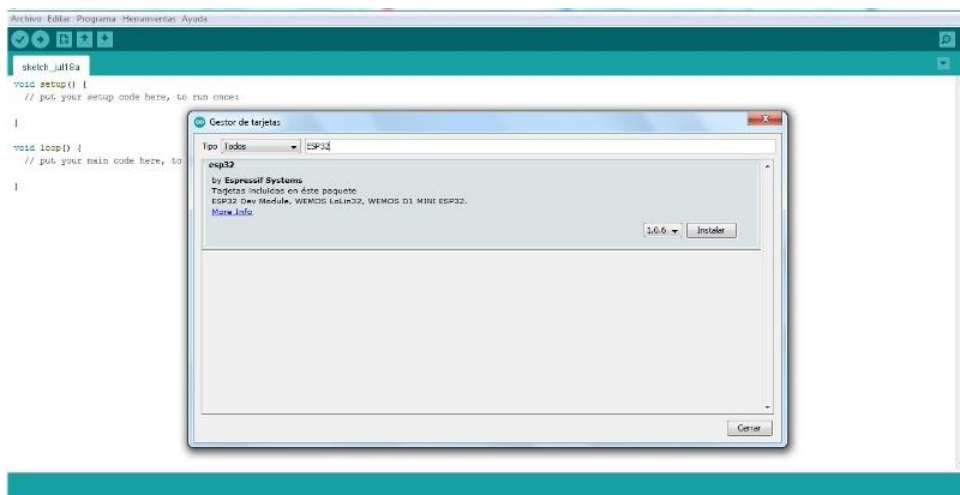 Archivo Editar Programa Herramientas Ayuda
sketch_jul18a
void setup() {
// put your setup code here, to run once:
}
void loop() {
// put your main code here, to
}
Gestor de tarjetas
Tipo Todos ESP32
esp32
by Espressif Systems
Tarjetas incluidas en éste paquete
ESP32 Dev Module, WEMOS LoLin32, WEMOS D1 MINI ESP32.
More Info
1.0.6 Instalar
Cerrar